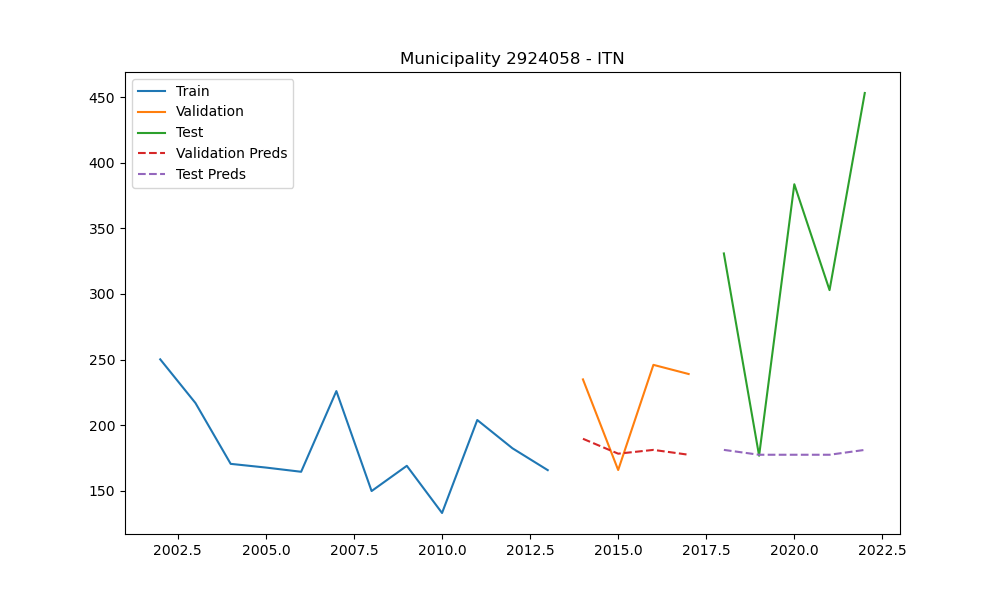 Municipality 2924058 - ITN
Train
Validation
Test
Validation Preds
Test Preds
450
400
350
300
250
200
150
2002.5 2005.0 2007.5 2010.0 2012.5 2015.0 2017.5 2020.0 2022.5